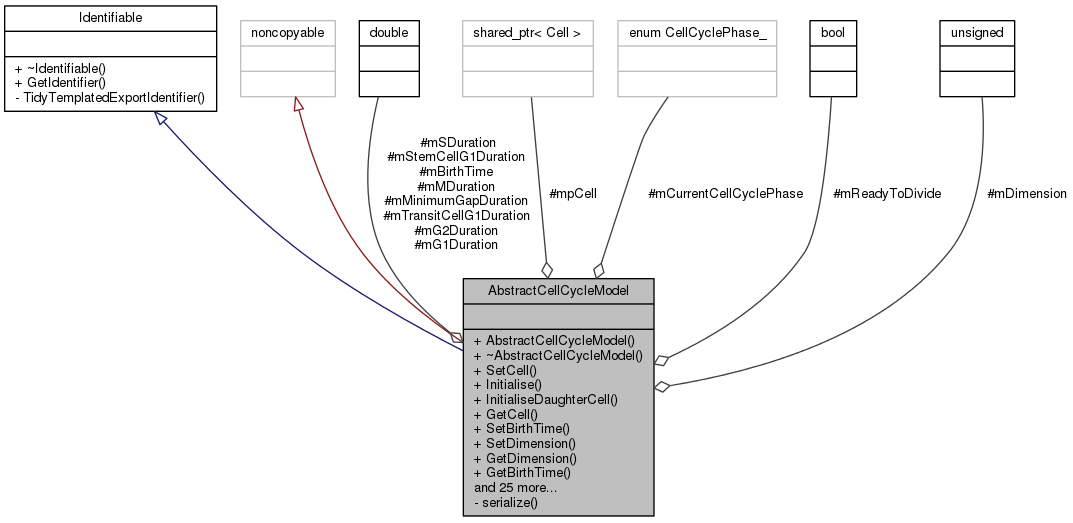 Identifiable
+ ~Identifiable()
+ GetIdentifier()
- TidyTemplatedExportIdentifier()
noncopyable
double
shared_ptr< Cell >
enum CellCyclePhase_
bool
unsigned
#mSDuration
#mStemCellG1Duration
#mBirthTime
#mMDuration
#mMinimumGapDuration
#mTransitCellG1Duration
#mG2Duration
#mG1Duration
#mpCell
#mCurrentCellCyclePhase
#mReadyToDivide
#mDimension
AbstractCellCycleModel
+ AbstractCellCycleModel()
+ ~AbstractCellCycleModel()
+ SetCell()
+ Initialise()
+ InitialiseDaughterCell()
+ GetCell()
+ SetBirthTime()
+ SetDimension()
+ GetDimension()
+ GetBirthTime()
and 25 more...
- serialize()